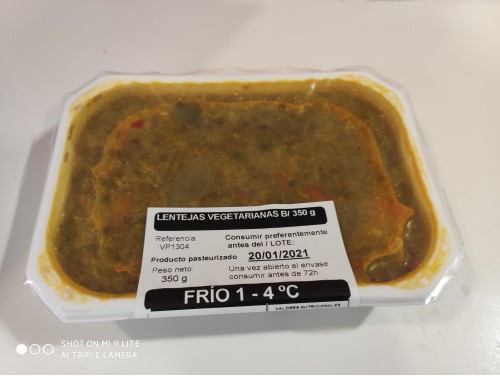 LENTEJAS VEGETARIANAS B/ 350 g
Referencia
VP1304
Consumir preferentemente
antes del / LOTE:
Producto pasteurizado
20/01/2021
Peso neto:
350 g
Una vez abierto el envase
consumir antes de 72h.
FRÍO 1 - 4 ºC
VALORES NUTRICIONALES
SHOT ON MI 9 LITE
AI TRIPLE CAMERA